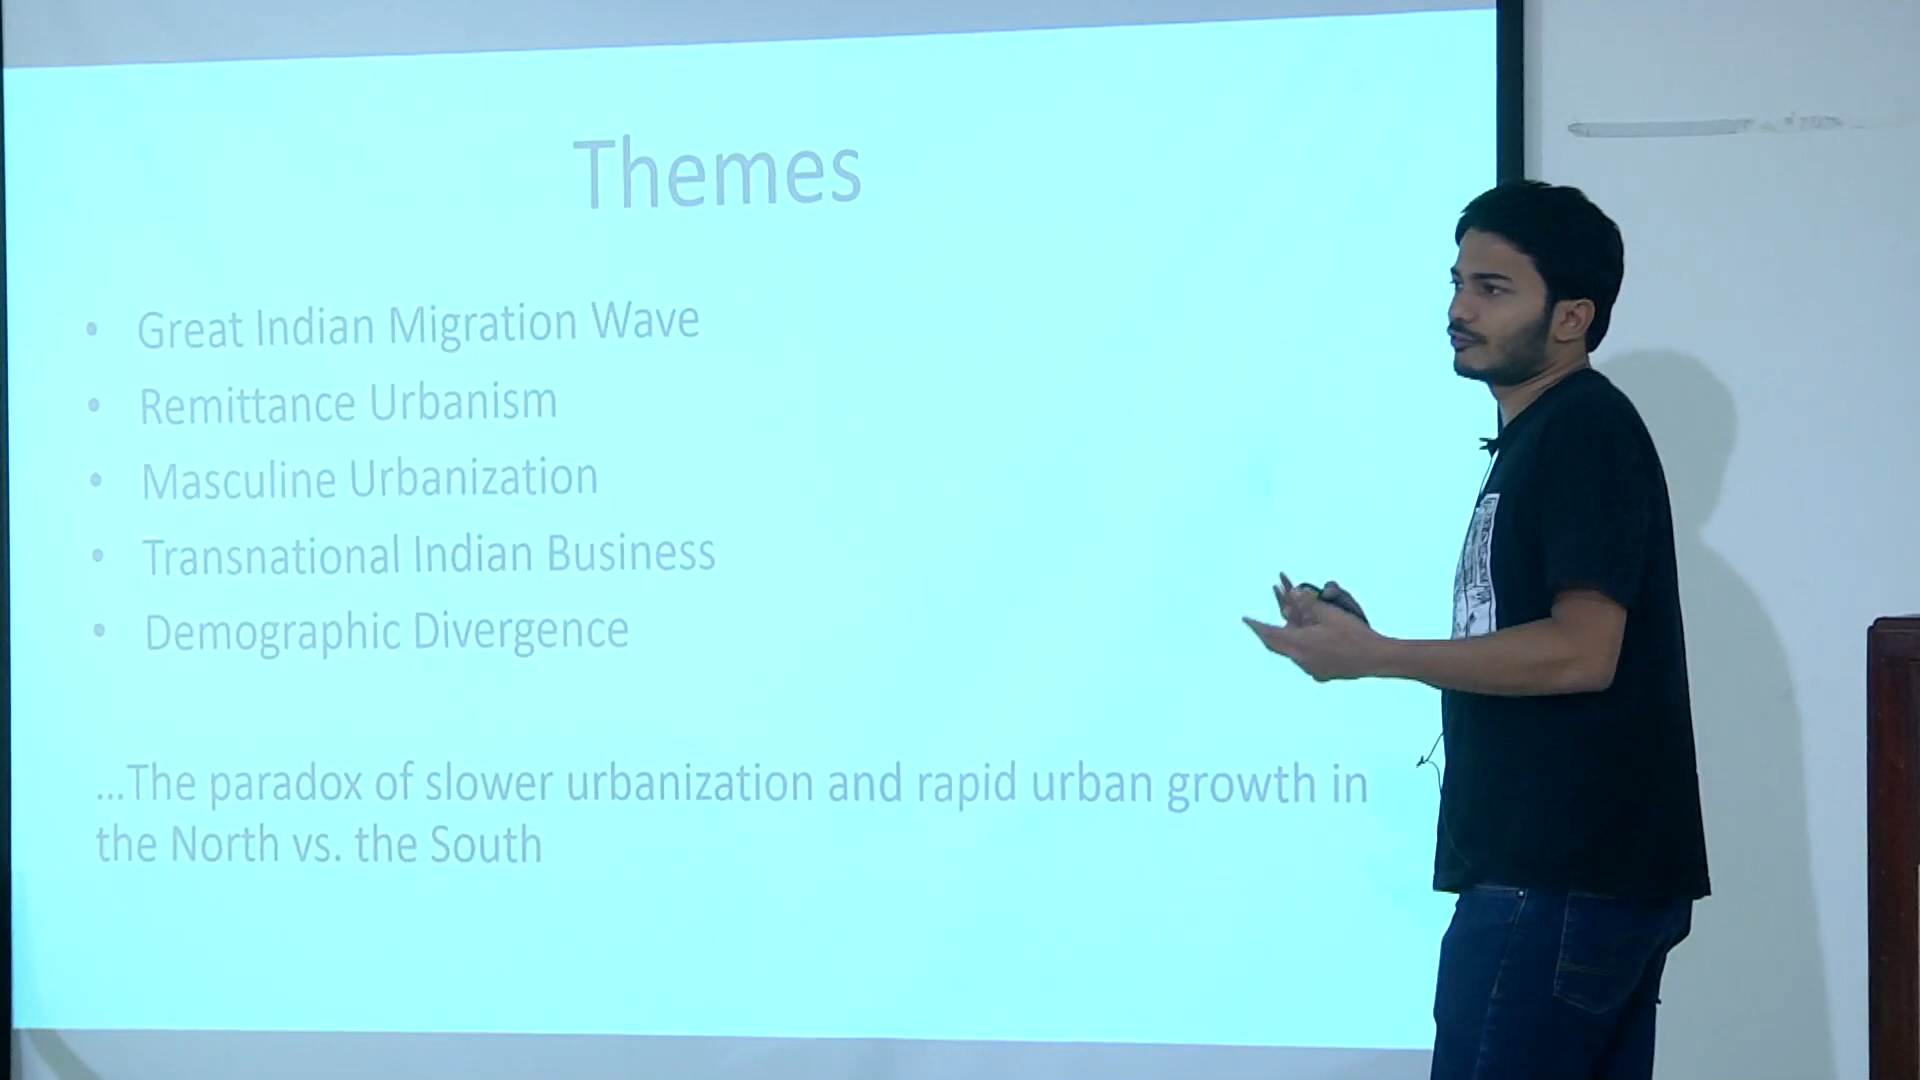 Themes
• Great Indian Migration Wave
• Remittance Urbanism
• Masculine Urbanization
• Transnational Indian Business
• Demographic Divergence
...The paradox of slower urbanization and rapid urban growth in
the North vs. the South